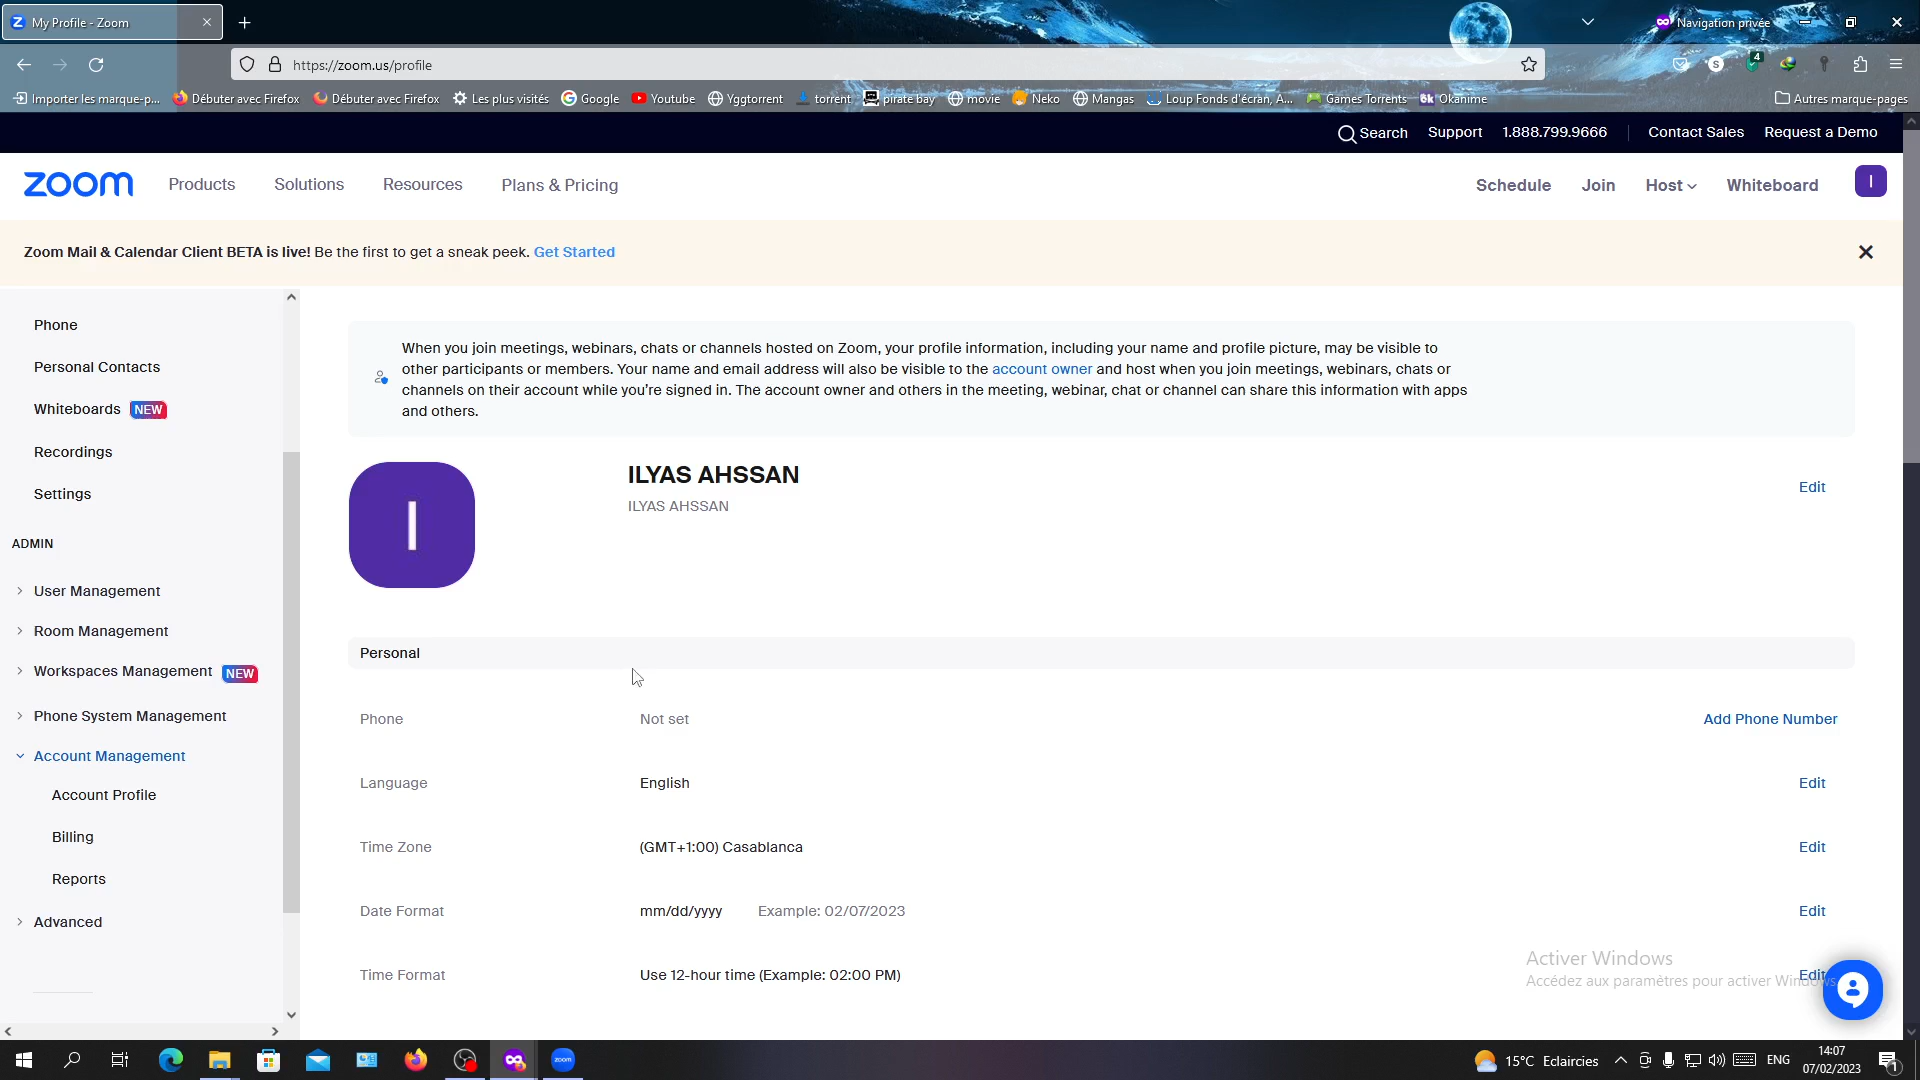 My Profile - Zoom
Navigation privée
https://zoom.us/profile
4
Importer les marque-p...
Débuter avec Firefox
Débuter avec Firefox
Les plus visités
Google
Youtube
Yggtorrent
torrent
pirate bay
movie
Neko
Mangas
Loup Fonds d'écran, A...
Games Torrents
Okanime
Autres marque-pages
Search
Support
1.888.799.9666
Contact Sales
Request a Demo
zoom
Products
Solutions
Resources
Plans & Pricing
Schedule
Join
Host
Whiteboard
I
Zoom Mail & Calendar Client BETA is live! Be the first to get a sneak peek. Get Started
Phone
Personal Contacts
Whiteboards NEW
Recordings
Settings
ADMIN
User Management
Room Management
Workspaces Management NEW
Phone System Management
Account Management
Account Profile
Billing
Reports
Advanced
When you join meetings, webinars, chats or channels hosted on Zoom, your profile information, including your name and profile picture, may be visible to
other participants or members. Your name and email address will also be visible to the account owner and host when you join meetings, webinars, chats or
channels on their account while you're signed in. The account owner and others in the meeting, webinar, chat or channel can share this information with apps
and others.
I
ILYAS AHSSAN
ILYAS AHSSAN
Edit
Personal
Phone Not set Add Phone Number
Language English Edit
Time Zone (GMT+1:00) Casablanca Edit
Date Format mm/dd/yyyy Example: 02/07/2023 Edit
Time Format Use 12-hour time (Example: 02:00 PM) Edit
Activer Windows
Accédez aux paramètres pour activer Windows.
zoom
15°C Eclaircies
ENG
14:07
07/02/2023
1